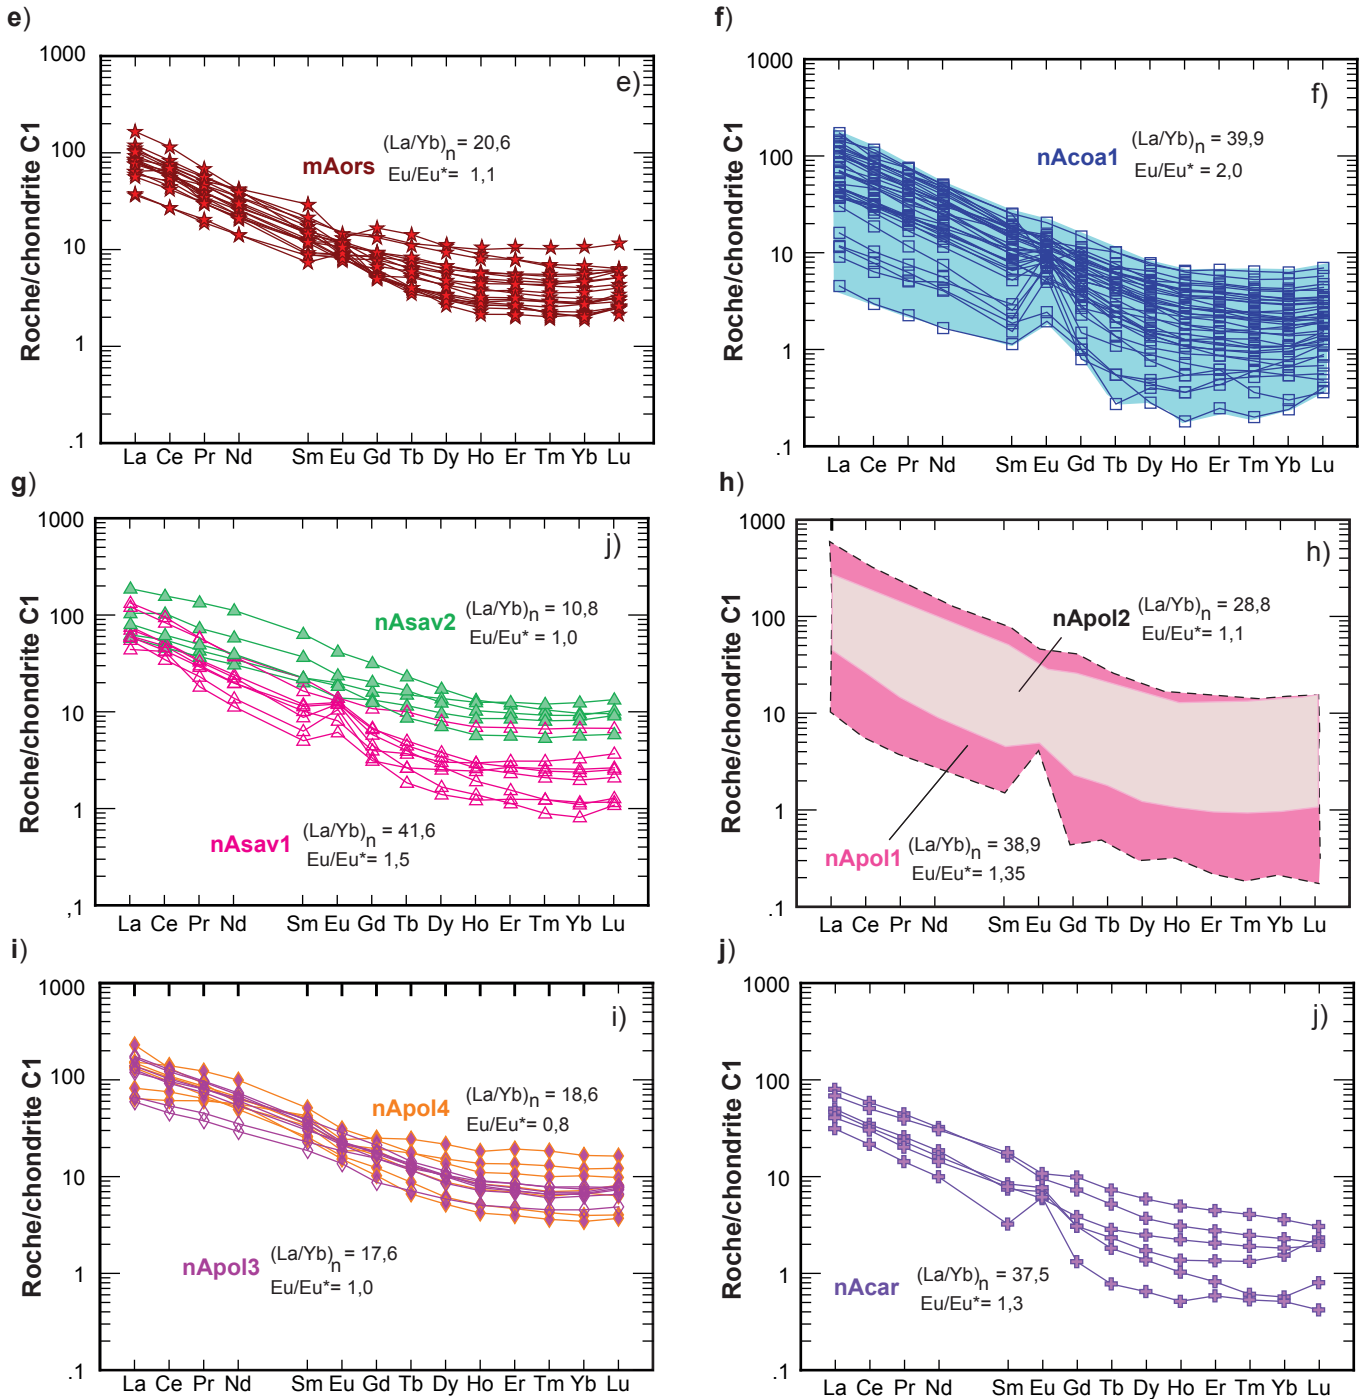 e)
1000
100
10
1
.1
Roche/chondrite C1
e)
mAors
(La/Yb)n = 20,6
Eu/Eu*= 1,1
La Ce Pr Nd Sm Eu Gd Tb Dy Ho Er Tm Yb Lu
f)
1000
100
10
1
.1
Roche/chondrite C1
f)
nAcoa1
(La/Yb)n = 39,9
Eu/Eu* = 2,0
La Ce Pr Nd Sm Eu Gd Tb Dy Ho Er Tm Yb Lu
g)
1000
100
10
1
,1
Roche/chondrite C1
j)
nAsav2
(La/Yb)n = 10,8
Eu/Eu* = 1,0
nAsav1
(La/Yb)n = 41,6
Eu/Eu*= 1,5
La Ce Pr Nd Sm Eu Gd Tb Dy Ho Er Tm Yb Lu
h)
1000
100
10
1
.1
Roche/chondrite C1
h)
nApol2
(La/Yb)n = 28,8
Eu/Eu*= 1,1
nApol1
(La/Yb)n = 38,9
Eu/Eu*= 1,35
La Ce Pr Nd Sm Eu Gd Tb Dy Ho Er Tm Yb Lu
i)
1000
100
10
1
.1
Roche/chondrite C1
i)
nApol4
(La/Yb)n = 18,6
Eu/Eu*= 0,8
nApol3
(La/Yb)n = 17,6
Eu/Eu*= 1,0
La Ce Pr Nd Sm Eu Gd Tb Dy Ho Er Tm Yb Lu
j)
1000
100
10
1
.1
Roche/chondrite C1
j)
nAcar
(La/Yb)n = 37,5
Eu/Eu*= 1,3
La Ce Pr Nd Sm Eu Gd Tb Dy Ho Er Tm Yb Lu